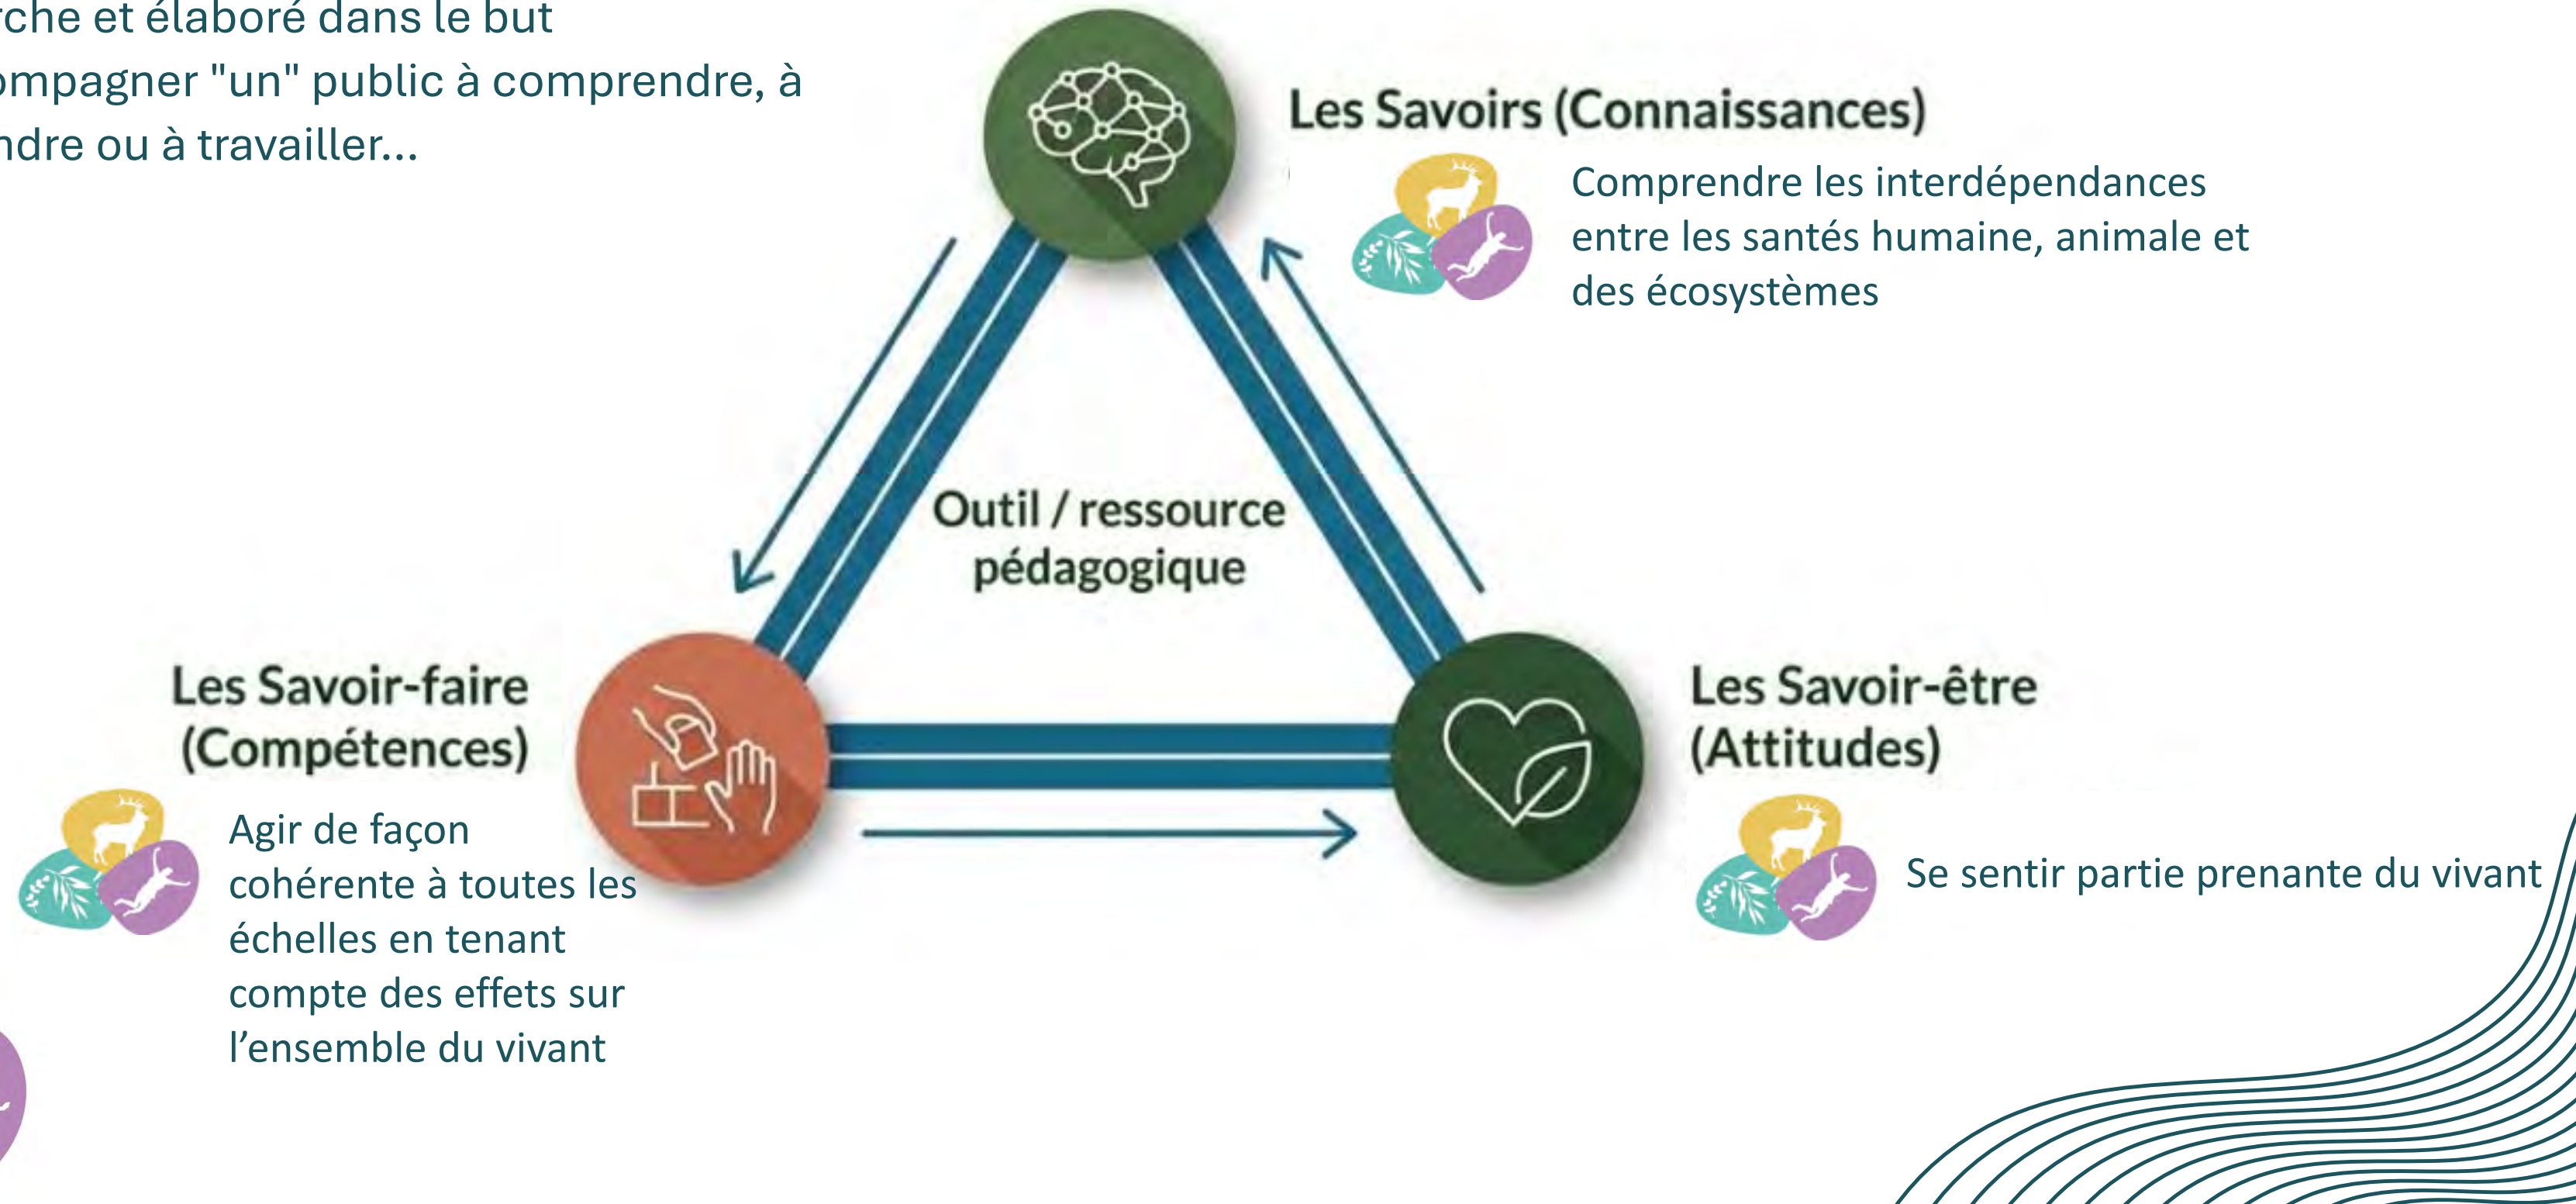 rche et élaboré dans le but
ompagner "un" public à comprendre, à
ndre ou à travailler...
Les Savoirs (Connaissances)
Comprendre les interdépendances
entre les santés humaine, animale et
des écosystèmes
Outil / ressource
pédagogique
Les Savoir-faire
(Compétences)
Agir de façon
cohérente à toutes les
échelles en tenant
compte des effets sur
l’ensemble du vivant
Les Savoir-être
(Attitudes)
Se sentir partie prenante du vivant